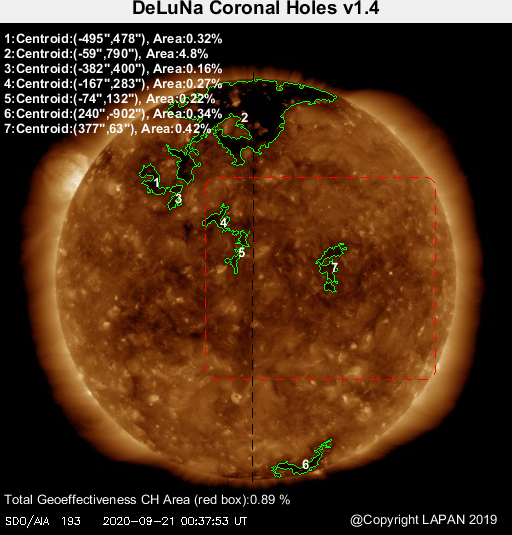 DeLuNa Coronal Holes v1.4
1:Centroid:(-495",478"), Area:0.32%
2:Centroid:(-59",790"), Area:4.8%
3:Centroid:(-382",400"), Area:0.16%
4:Centroid:(-167",283"), Area:0.27%
5:Centroid:(-74",132"), Area:0.22%
6:Centroid:(240",-902"), Area:0.34%
7:Centroid:(377",63"), Area:0.42%
2
1
3
4
5
7
6
Total Geoeffectiveness CH Area (red box):0.89 %
SDO/AIA 193 2020-09-21 00:37:53 UT
@Copyright LAPAN 2019